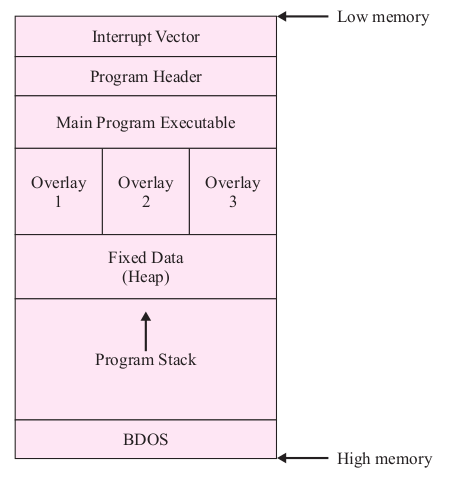 Low memory
Interrupt Vector
Program Header
Main Program Executable
Overlay
1
Overlay
2
Overlay
3
Fixed Data
(Heap)
Program Stack
BDOS
High memory